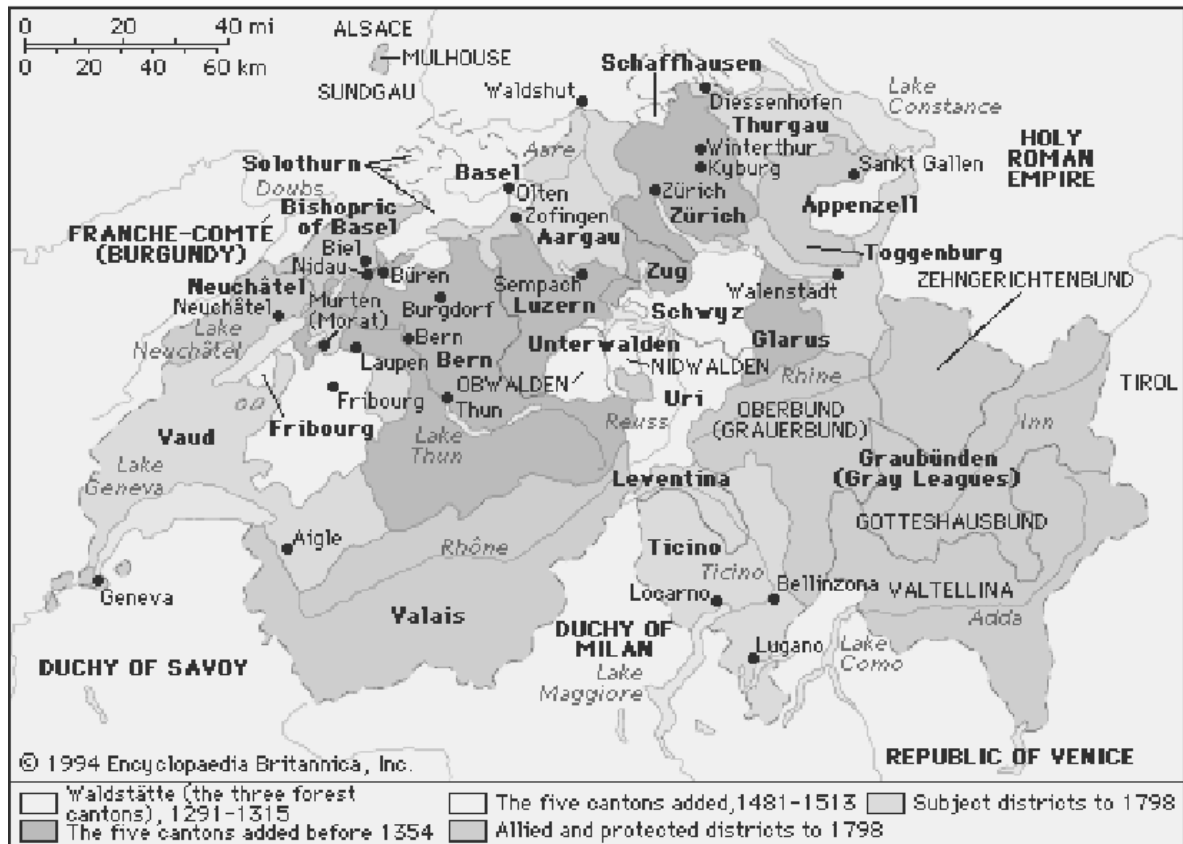 0 20 40 mi
0 20 40 60 km
ALSACE
MULHOUSE
SUNDGAU
Waldshut
Schaffhausen
Diessenhofen
Lake
Constance
Thurgau
Winterthur
Kyburg
Sankt Gallen
HOLY
ROMAN
EMPIRE
Solothurn
Doubs
Basel
Aare
Olten
Zofingen
Zürich
Zürich
Appenzell
Bishopric
of Basel
FRANCHE-COMTÉ
(BURGUNDY)
Biel
Nidau
Büren
Aargau
Toggenburg
Zug
Neuchâtel
Neuchâtel
Lake
Neuchâtel
Murten
(Morat)
Burgdorf
Sempach
Luzern
Walenstadt
ZEHNGERICHTENBUND
Schwyz
Bern
Bern
Laupen
Unterwalden
NIDWALDEN
OBWALDEN
Glarus
Rhine
TIROL
Fribourg
Fribourg
Thun
Lake
Thun
Uri
Reuss
OBERBUND
(GRAUERBUND)
Inn
Vaud
Lake
Geneva
Leventina
Graubünden
(Gray Leagues)
GOTTESHAUSBUND
Aigle
Rhône
Ticino
Ticino
Bellinzona
VALTELLINA
Adda
Geneva
Valais
Locarno
DUCHY OF
MILAN
Lugano
Lake
Como
DUCHY OF SAVOY
Lake
Maggiore
REPUBLIC OF VENICE
© 1994 Encyclopaedia Britannica, Inc.
Waldstätte (the three forest
cantons), 1291-1315
The five cantons added before 1354
The five cantons added,1481-1513
Allied and protected districts to 1798
Subject districts to 1798